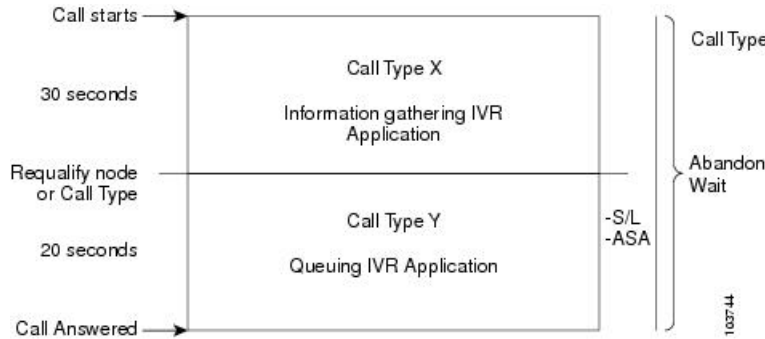 Call starts
Call Type
Call Type X
30 seconds
Information gathering IVR
Application
Requalify node
or Call Type
Abandon
Wait
Call Type Y
-S/L
-ASA
20 seconds
Queuing IVR Application
Call Answered
103744